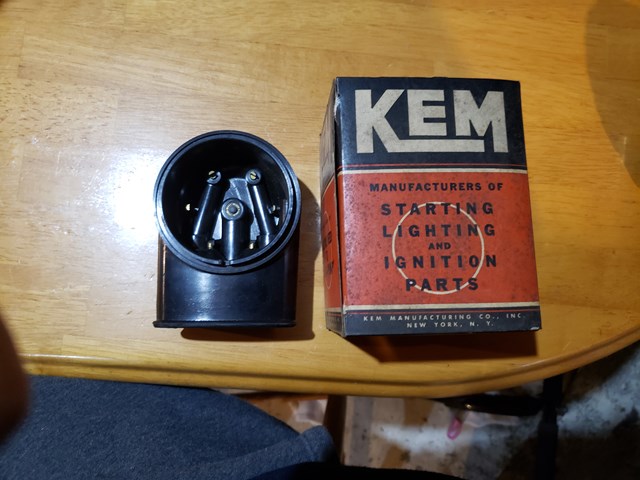 KEM
MANUFACTURERS OF
STARTING
LIGHTING
AND
IGNITION
PARTS
KEM MANUFACTURING CO., INC.
NEW YORK, N. Y.